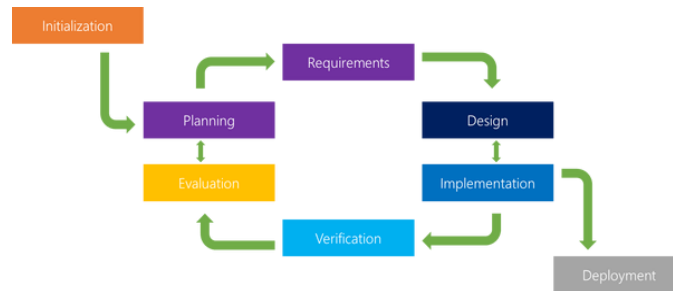 Initialization
Requirements
Planning
Design
Evaluation
Implementation
Verification
Deployment